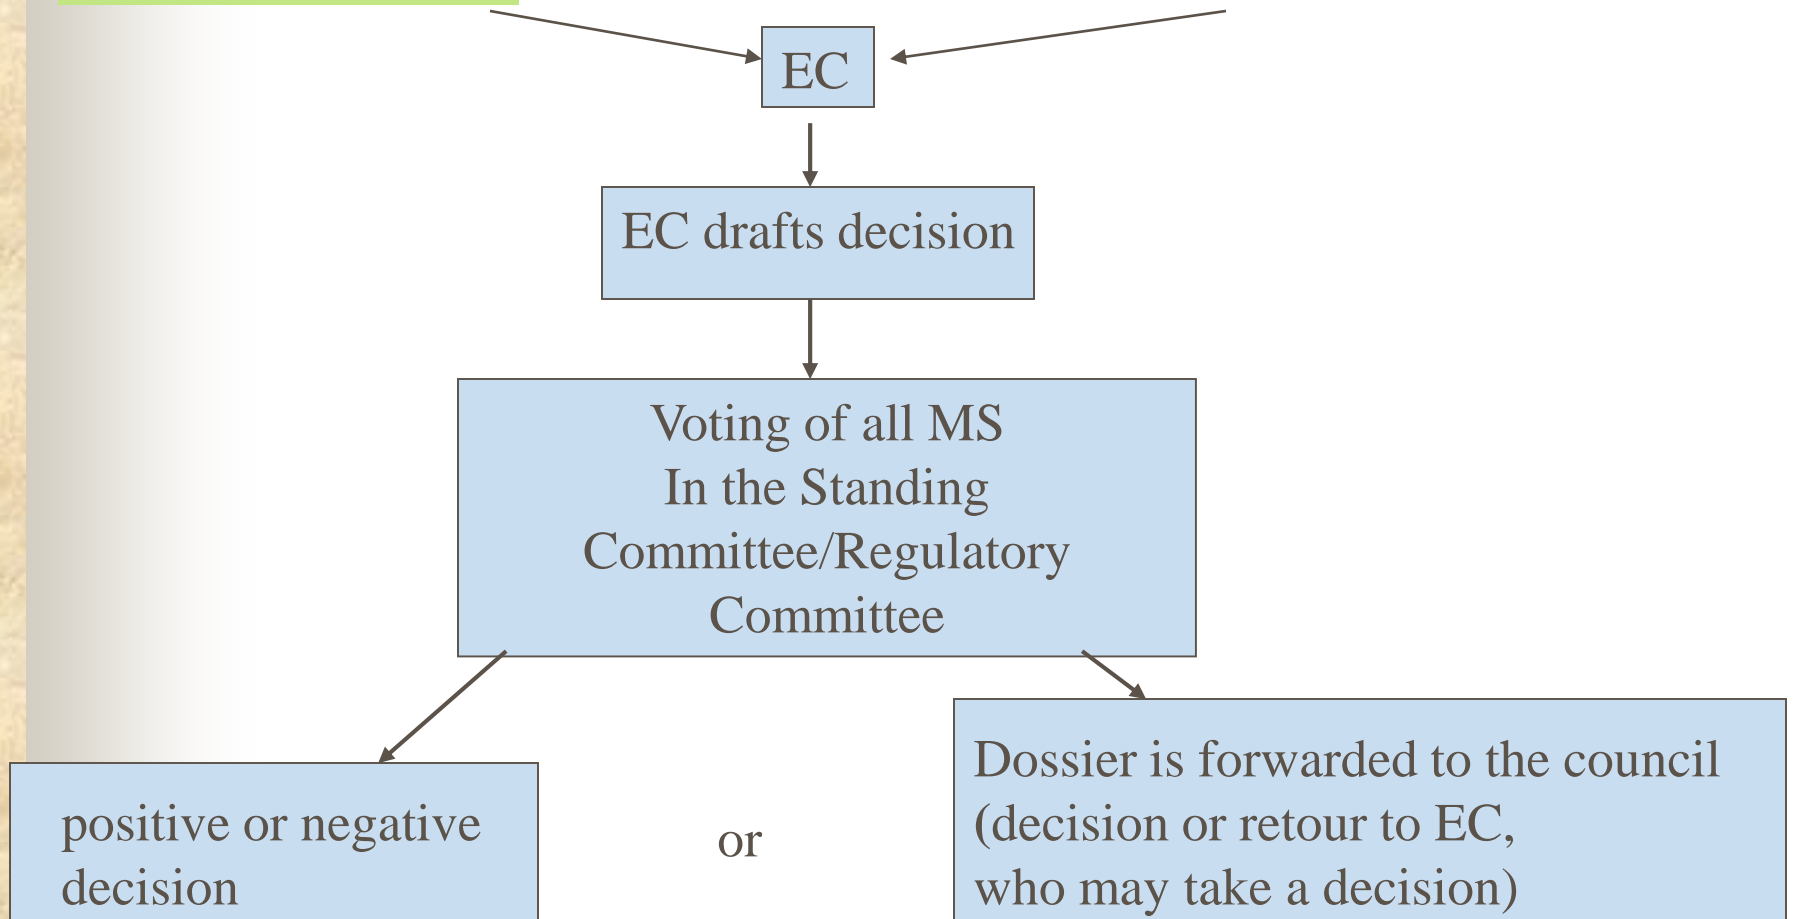 EC
EC drafts decision
Voting of all MS
In the Standing
Committee/Regulatory
Committee
positive or negative
decision
or
Dossier is forwarded to the council
(decision or retour to EC,
who may take a decision)